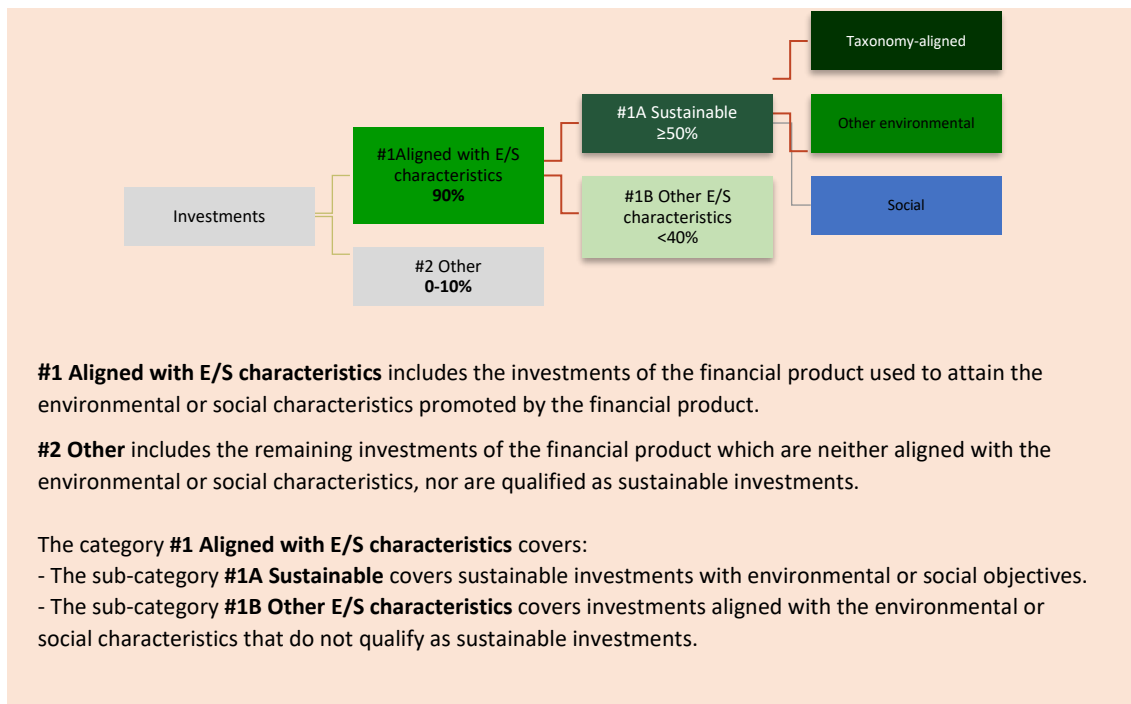 Taxonomy-aligned
#1A Sustainable
≥50%
Other environmental
#1Aligned with E/S
characteristics
90%
#1B Other E/S
characteristics
<40%
Social
Investments
#2 Other
0-10%
#1 Aligned with E/S characteristics includes the investments of the financial product used to attain the
environmental or social characteristics promoted by the financial product.
#2 Other includes the remaining investments of the financial product which are neither aligned with the
environmental or social characteristics, nor are qualified as sustainable investments.
The category #1 Aligned with E/S characteristics covers:
- The sub-category #1A Sustainable covers sustainable investments with environmental or social objectives.
- The sub-category #1B Other E/S characteristics covers investments aligned with the environmental or
social characteristics that do not qualify as sustainable investments.